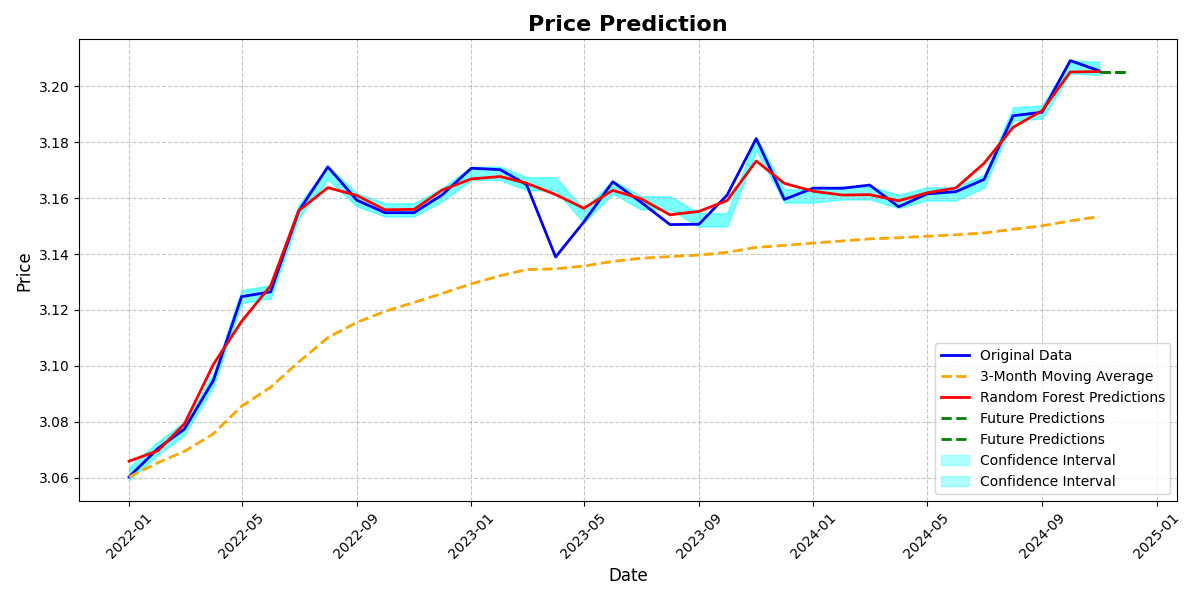 Price Prediction
Price
3.20
3.18
3.16
3.14
3.12
3.10
3.08
3.06
Original Data
3-Month Moving Average
Random Forest Predictions
Future Predictions
Future Predictions
Confidence Interval
Confidence Interval
2022-01
2022-05
2022-09
2023-01
2023-05
2023-09
2024-01
2024-05
2024-09
2025-01
Date